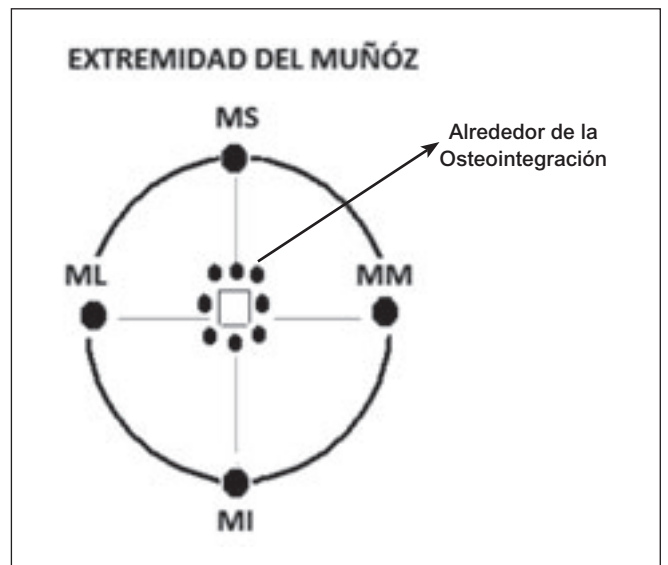 EXTREMIDAD DEL MUÑÓZ
MS
Alrededor de la
Osteointegración
ML
MM
MI